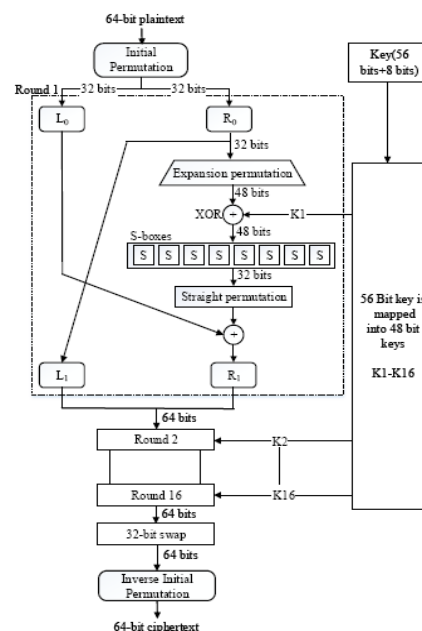 64-bit plaintext
Initial
Permutation
Key(56
bits+8 bits)
Round 1
32 bits
32 bits
L0
R0
32 bits
Expansion permutation
48 bits
XOR
+
K1
48 bits
S-boxes
S S S S S S S S
32 bits
Straight permutation
+
56 Bit key is
mapped
into 48 bit
keys
K1-K16
L1
R1
64 bits
Round 2
K2
Round 16
K16
64 bits
32-bit swap
64 bits
Inverse Initial
Permutation
64-bit ciphertext